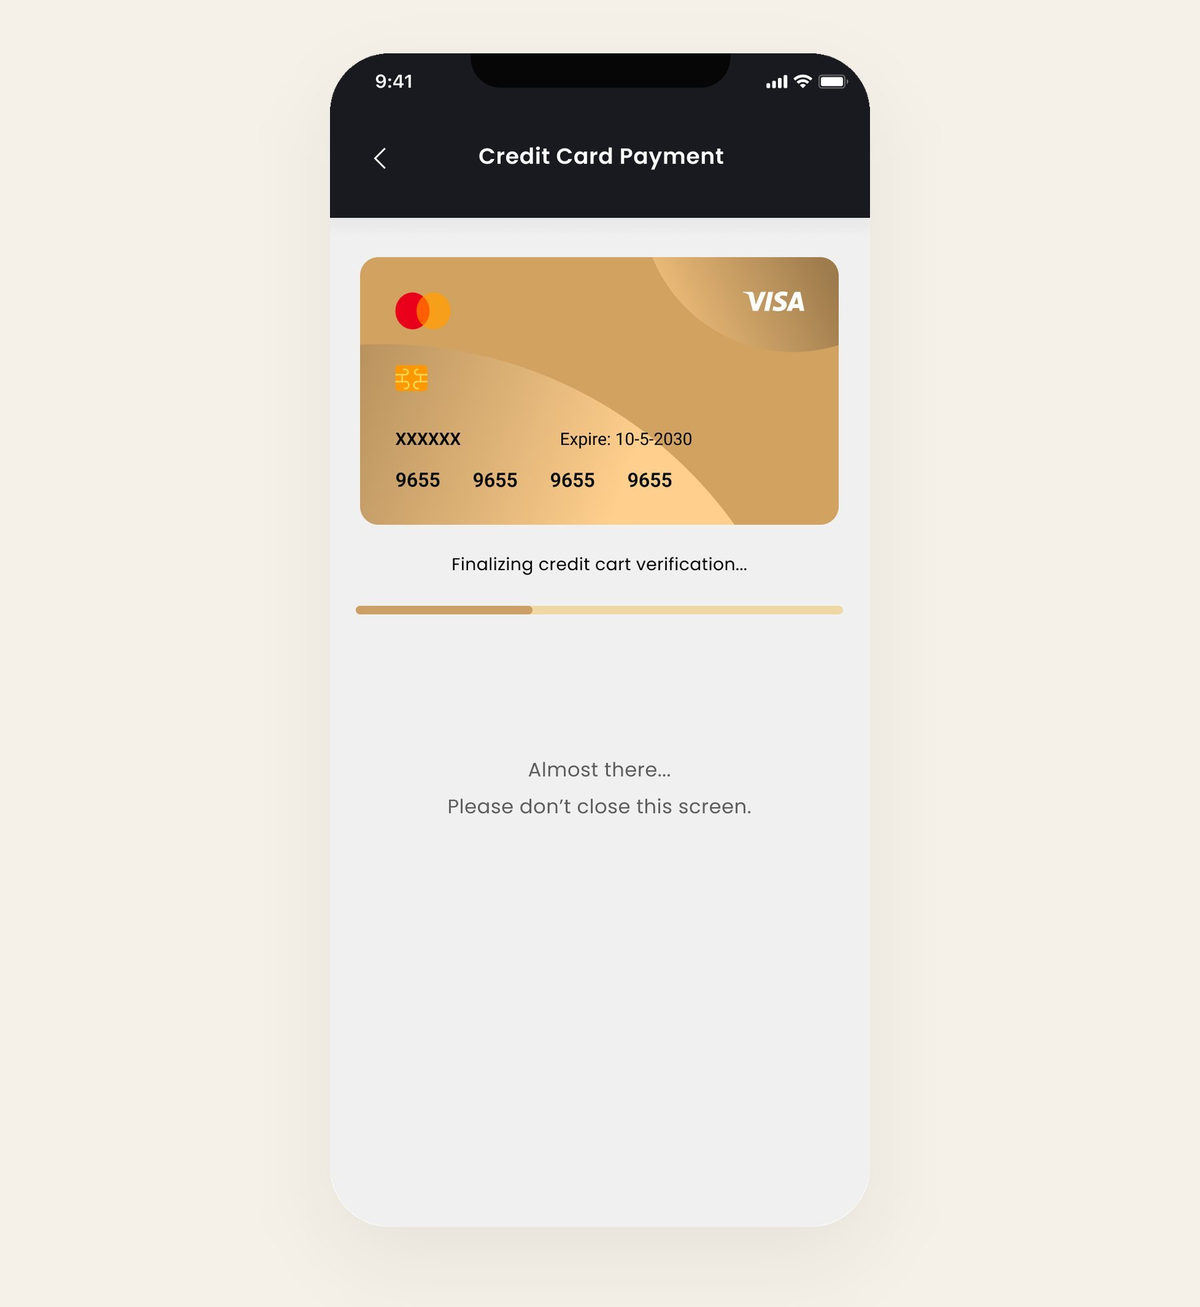 9:41
Credit Card Payment
VISA
XXXXXX Expire: 10-5-2030
9655 9655 9655 9655
Finalizing credit cart verification...
Almost there...
Please don’t close this screen.